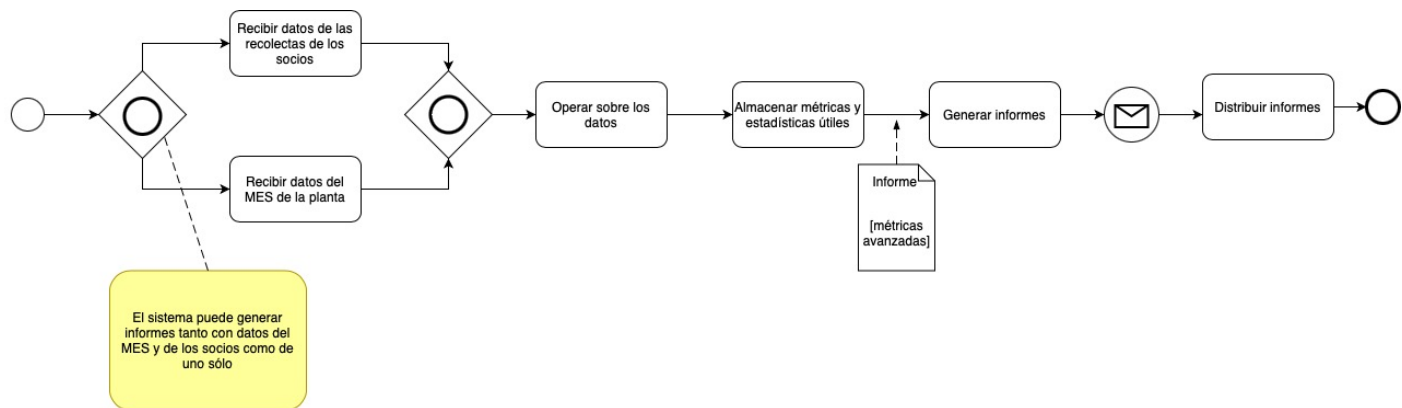 Recibir datos de las
recolectas de los
socios
Operar sobre los
datos
Almacenar métricas y
estadísticas útiles
Generar informes
Distribuir informes
Recibir datos del
MES de la planta
Informe
[métricas
avanzadas]
El sistema puede generar
informes tanto con datos del
MES y de los socios como de
uno sólo